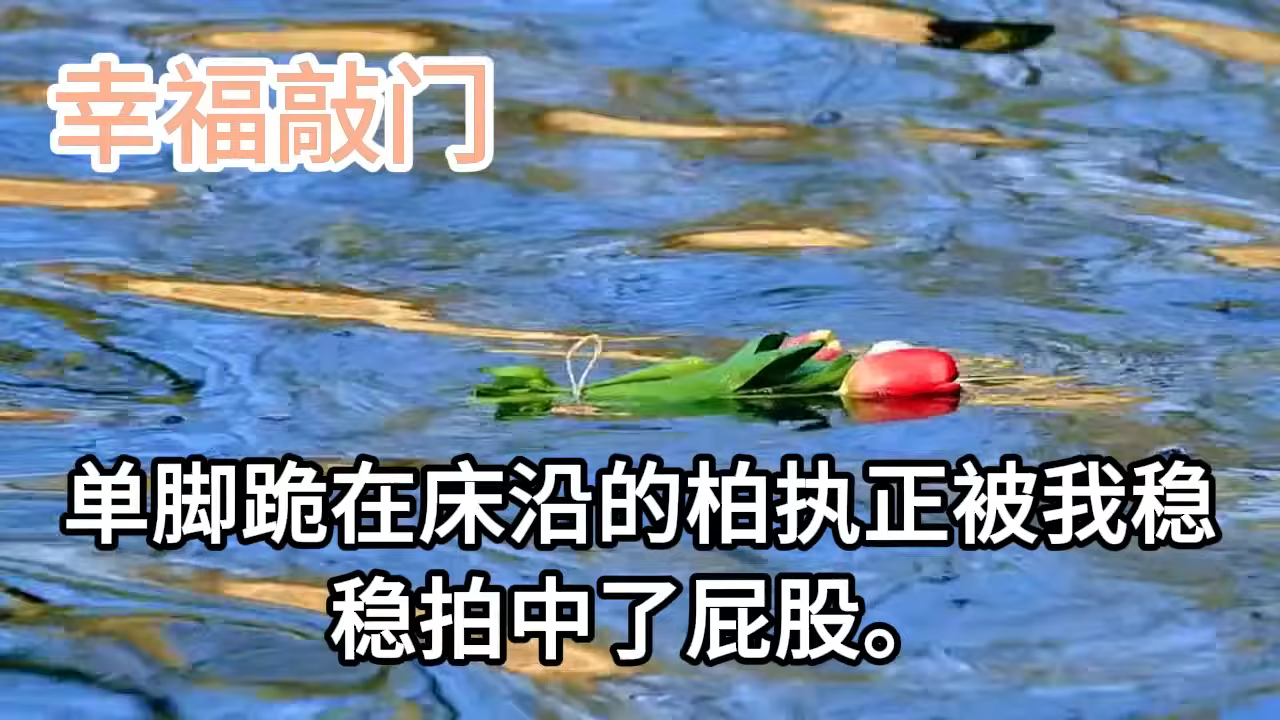 幸福敲门
单脚跪在床沿的柏执正被我稳
稳拍中了屁股。